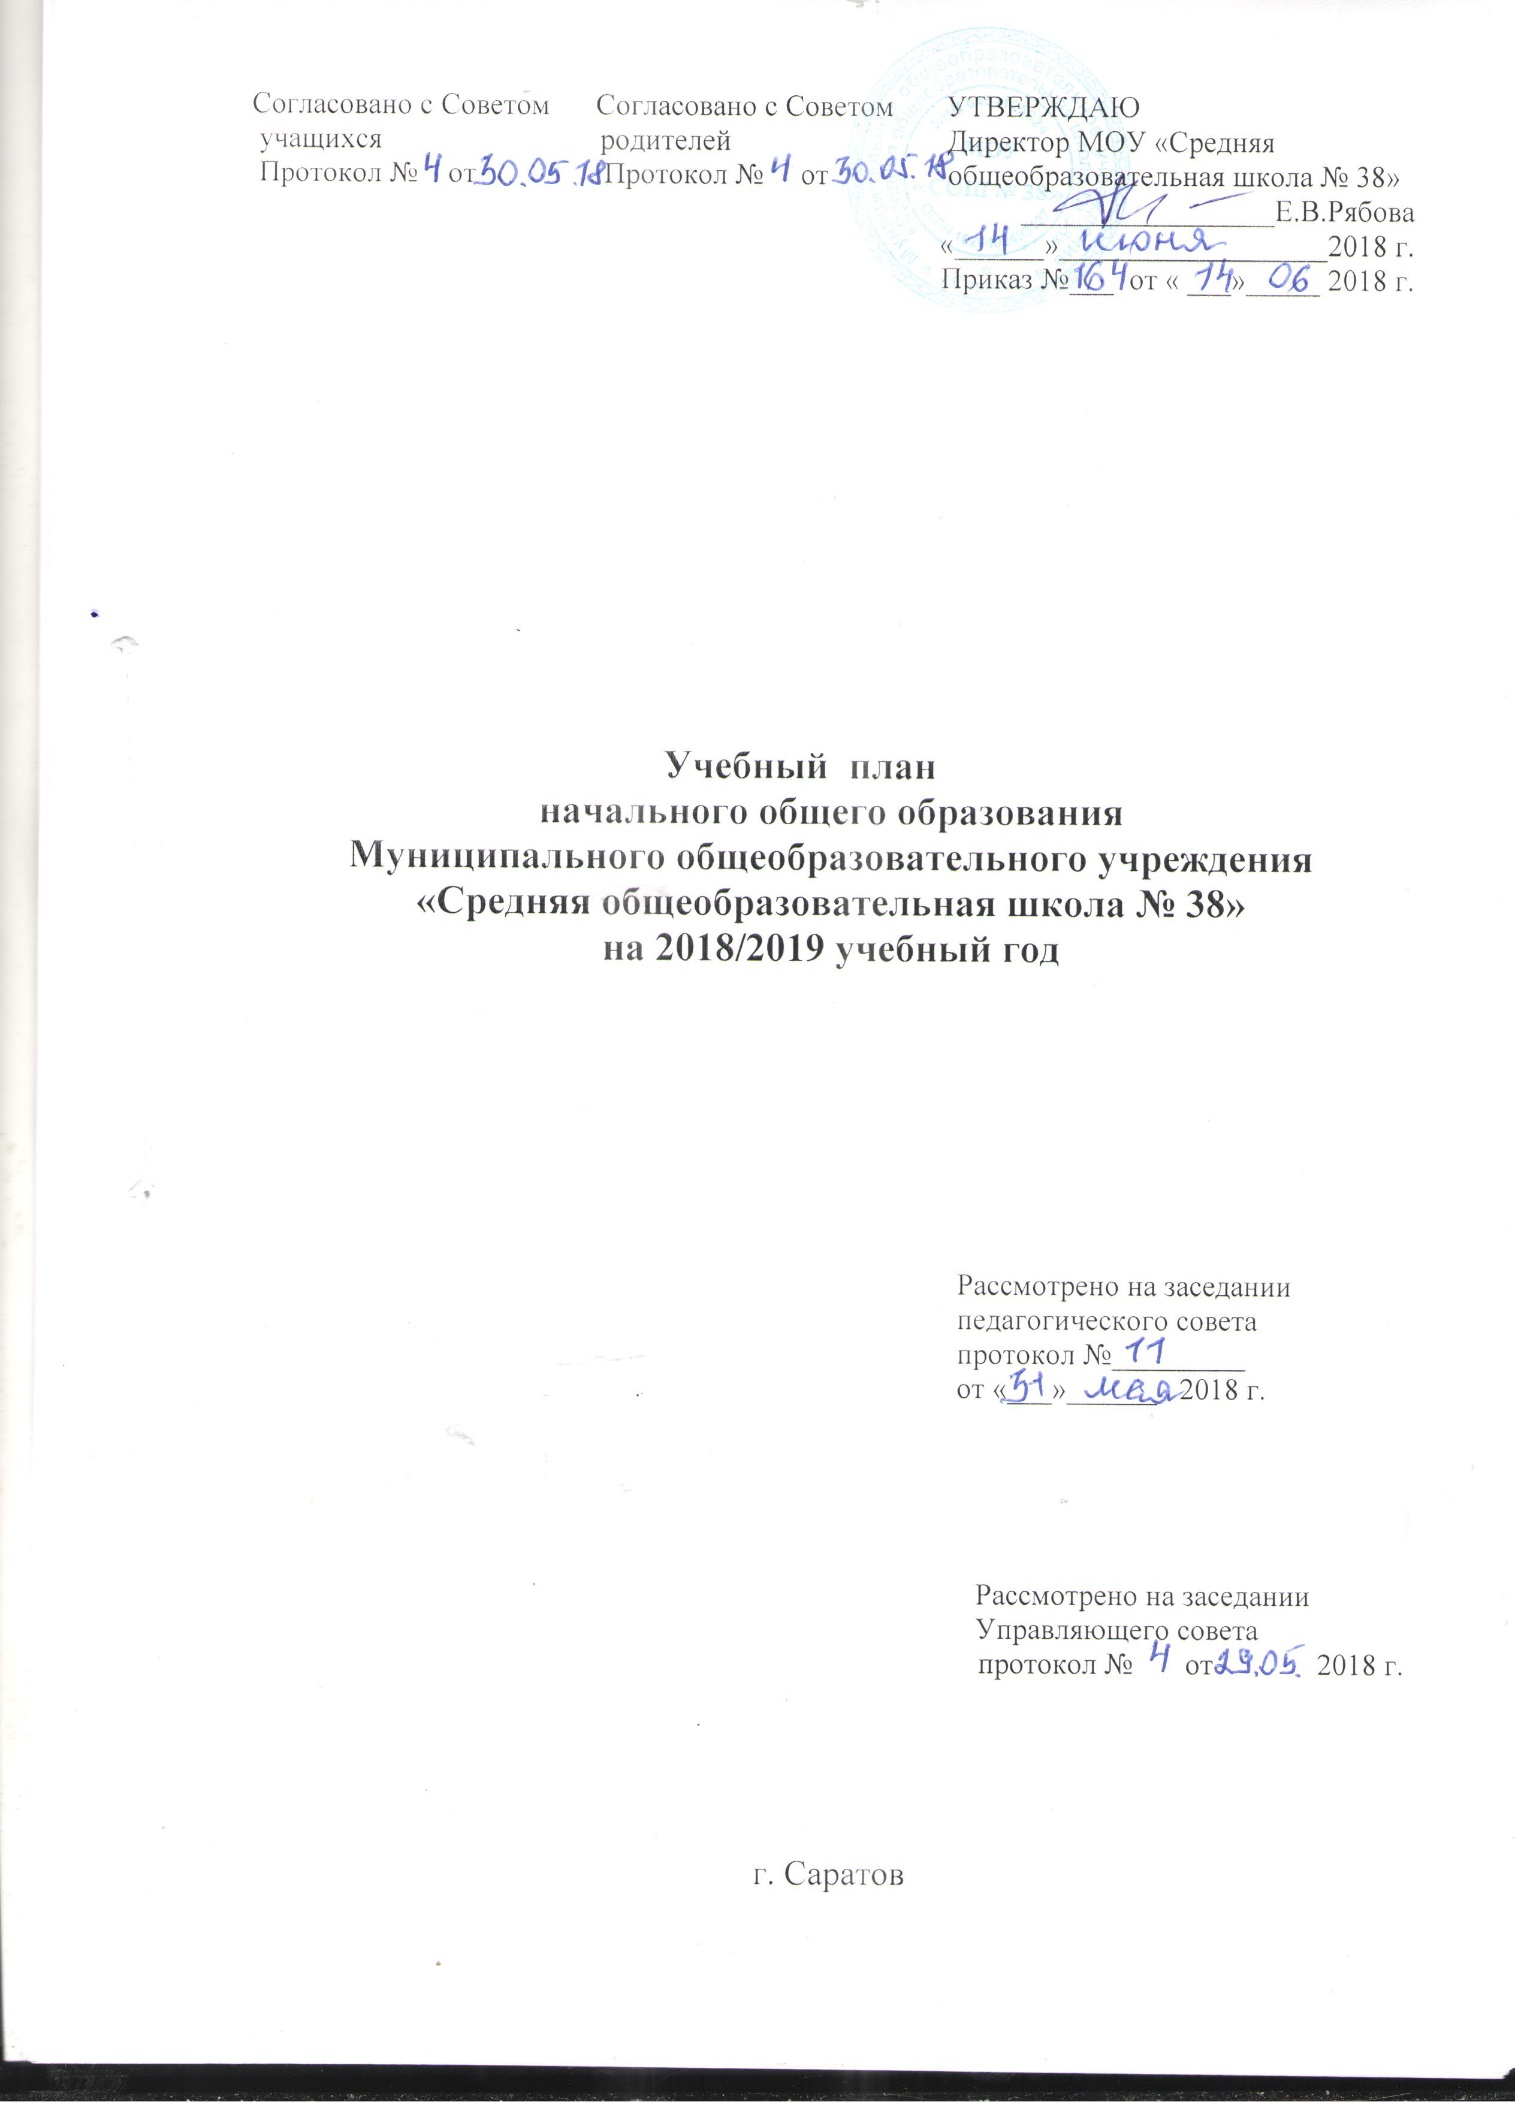 Согласовано с Советом
учащихся
Протокол № 4 от 30.05.18
Согласовано с Советом
родителей
Протокол № 4 от 30.05.18
УТВЕРЖДАЮ
Директор МОУ «Средняя
общеобразовательная школа № 38»
Е.В.Рябова
«14» июня 2018 г.
Приказ № 164 от «14» 06 2018 г.
Учебный план
начального общего образования
Муниципального общеобразовательного учреждения
«Средняя общеобразовательная школа № 38»
на 2018/2019 учебный год
Рассмотрено на заседании
педагогического совета
протокол № 11
от «31» мая 2018 г.
Рассмотрено на заседании
Управляющего совета
протокол № 4 от 29.05. 2018 г.
г. Саратов